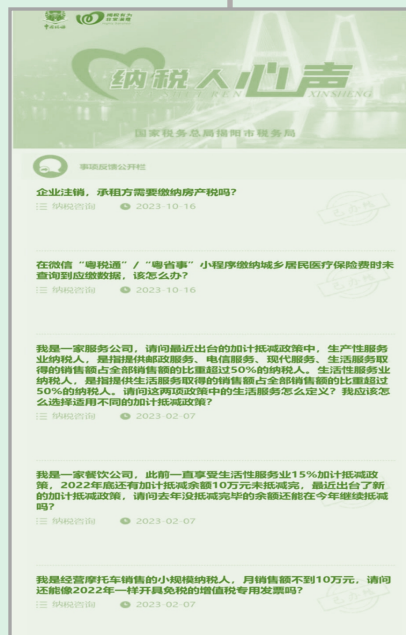 纳税人心声
XINSHENG
国家税务总局揭阳市税务局
事项反馈公开栏
企业注销，承租方需要缴纳房产税吗?
纳税咨询 2023-10-16
在微信“粤税通”/“粤省事”小程序缴纳城乡居民医疗保险费时未
查询到应缴数据，该怎么办?
纳税咨询 2023-10-16
我是一家服务公司，请问最近出台的加计抵减政策中，生产性服务
业纳税人，是指提供邮政服务、电信服务、现代服务、生活服务取
得的销售额占全部销售额的比重超过50%的纳税人。生活性服务业
纳税人，是指提供生活服务取得的销售额占全部销售额的比重超过
50%的纳税人。请问这两项政策中的生活服务怎么定义？我应该怎
么选择适用不同的加计抵减政策?
纳税咨询 2023-02-07
我是一家餐饮公司，此前一直享受生活性服务业15%加计抵减政
策，2022年底还有加计抵减余额10万元未抵减完，最近出台了新
的加计抵减政策，请问去年没抵减完毕的余额还能在今年继续抵减
吗?
纳税咨询 2023-02-07
我是经营摩托车销售的小规模纳税人，月销售额不到10万元，请问
还能像2022年一样开具免税的增值税专用发票吗?
纳税咨询 2023-02-07